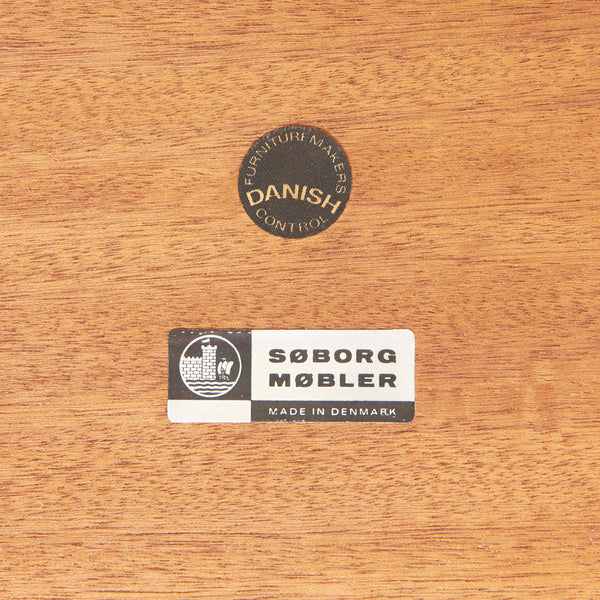 FURNITUREMAKERS
DANISH
CONTROL
SØBORG
MØBLER
MADE IN DENMARK